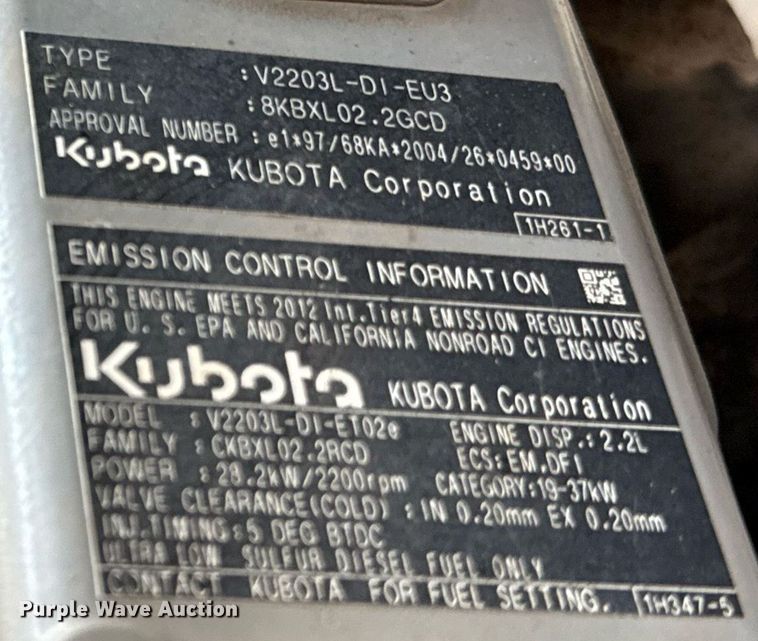 TYPE : V2203L-DI-EU3
FAMILY : 8KBXL02.2GCD
APPROVAL NUMBER : e1*97/68KA*2004/26*0459*00
Kubota KUBOTA Corporation
1H261-1
EMISSION CONTROL INFORMATION
THIS ENGINE MEETS 2012 Int.Tier4 EMISSION REGULATIONS
FOR U. S. EPA AND CALIFORNIA NONROAD CI ENGINES.
Kubota KUBOTA Corporation
MODEL : V2203L-DI-ET02e ENGINE DISP.: 2.2L
FAMILY : CKBXL02.2RCD ECS: EM,DFI
POWER : 28.2kW/2200rpm CATEGORY:19-37kW
VALVE CLEARANCE(COLD) : IN 0.20mm EX 0.20mm
INJ.TIMING:5 DEG BTDC
ULTRA LOW SULFUR DIESEL FUEL ONLY
CONTACT KUBOTA FOR FUEL SETTING. 1H347-5
Purple Wave Auction